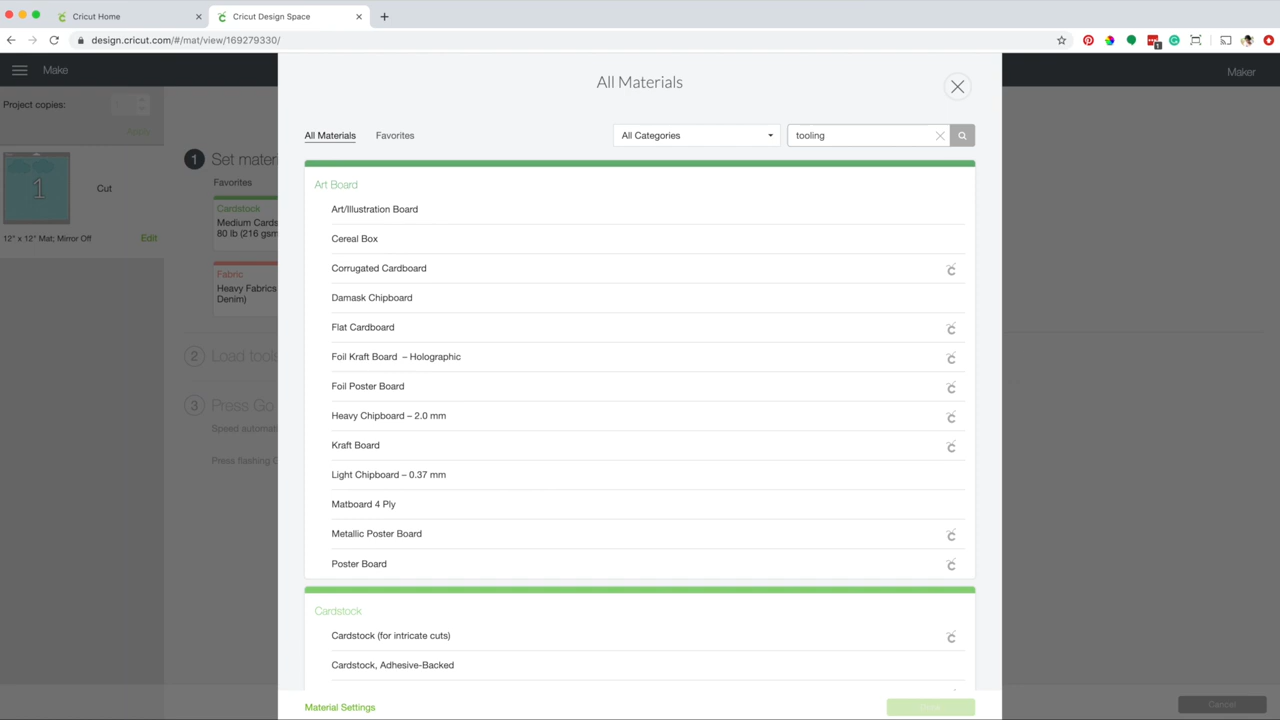 Cricut Home
Cricut Design Space
design.cricut.com/#/mat/view/169279330/
Make
Maker
Project copies:
Apply
1
Cut
12" x 12" Mat; Mirror Off
Edit
1 Set mater
Favorites
Cardstock
Medium Cards
80 lb (216 gsm
Fabric
Heavy Fabrics
Denim)
2 Load tools
3 Press Go
Speed automat
Press flashing
All Materials
All Materials
Favorites
All Categories
tooling
Art Board
Art/Illustration Board
Cereal Box
Corrugated Cardboard
Damask Chipboard
Flat Cardboard
Foil Kraft Board – Holographic
Foil Poster Board
Heavy Chipboard – 2.0 mm
Kraft Board
Light Chipboard – 0.37 mm
Matboard 4 Ply
Metallic Poster Board
Poster Board
Cardstock
Cardstock (for intricate cuts)
Cardstock, Adhesive-Backed
Material Settings
Done
Cancel